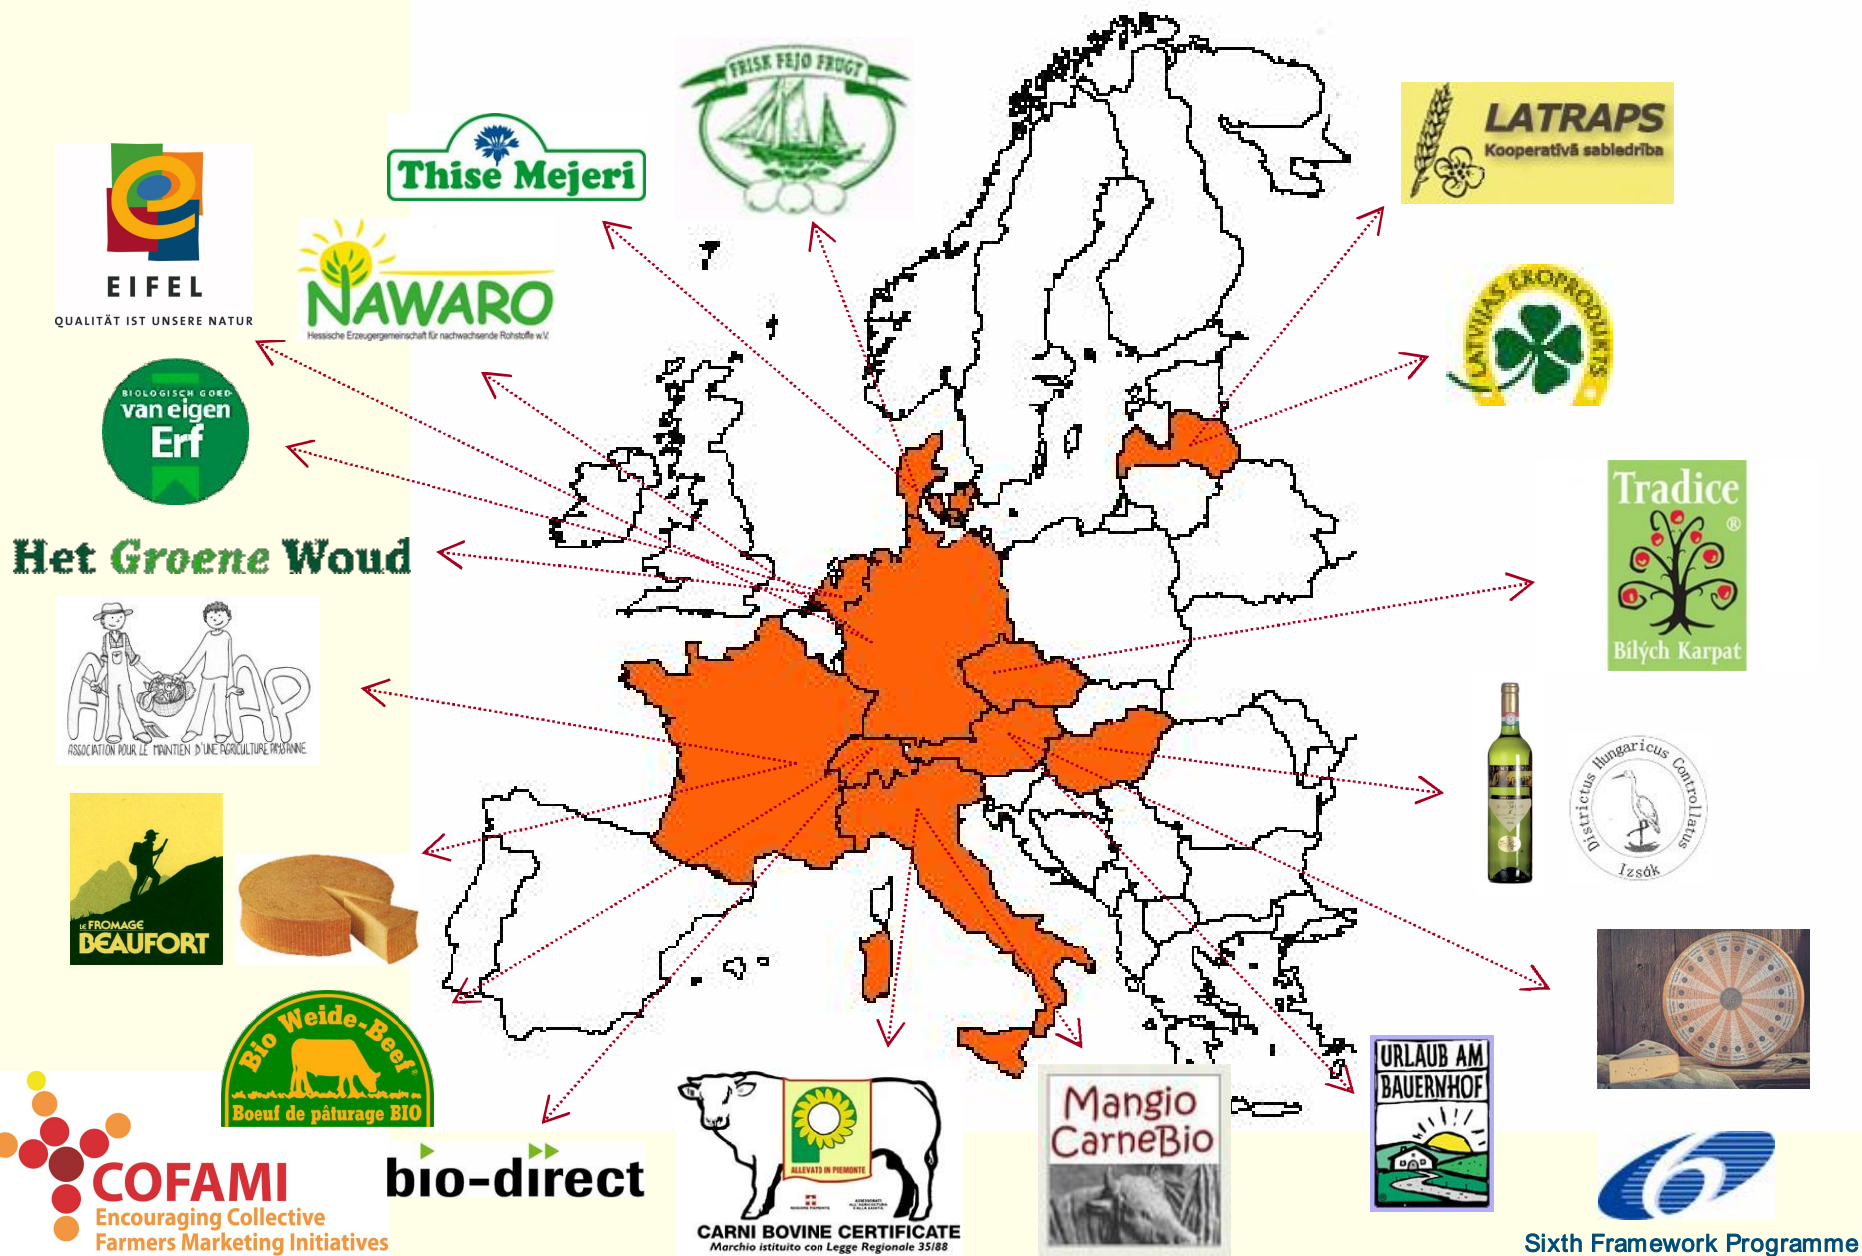 FRISK FEJØ FRUGT
Thise Mejeri
LATRAPS
Kooperatīvā sabiedrība
EIFEL
QUALITÄT IST UNSERE NATUR
NAWARO
Hessische Erzeugergemeinschaft für nachwachsende Rohstoffe w.V.
LATVIJAS EKOPRODUKTS
BIOLOGISCH GOED
van eigen
Erf
Tradice
®
Bílých Karpat
Het Groene Woud
AMAP
ASSOCIATION POUR LE MAINTIEN D'UNE AGRICULTURE PAYSANNE
Districtus Hungaricus Controllatus
Izsák
LE FROMAGE
BEAUFORT
Bio Weide-Beef®
Boeuf de pâturage BIO
URLAUB AM
BAUERNHOF
Mangio
CarneBio
ALLEVATO IN PIEMONTE
CARNI BOVINE CERTIFICATE
Marchio istituito con Legge Regionale 35/88
bio-direct
COFAMI
Encouraging Collective
Farmers Marketing Initiatives
6
Sixth Framework Programme